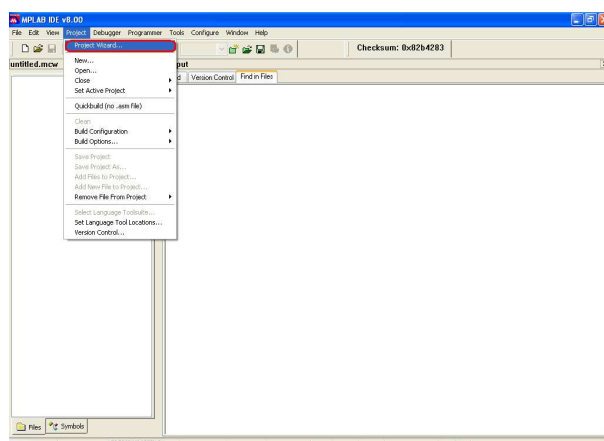 MPLAB IDE v8.00
File Edit View Project Debugger Programmer Tools Configure Window Help
Checksum: 0x82b4283
untitled.mcw
put
d Version Control Find in Files
Project Wizard...
New...
Open...
Close
Set Active Project
Quickbuild (no .asm file)
Clean
Build Configuration
Build Options...
Save Project
Save Project As...
Add Files to Project...
Add New File to Project...
Remove File From Project
Select Language Toolsuite...
Set Language Tool Locations...
Version Control...
Files Symbols